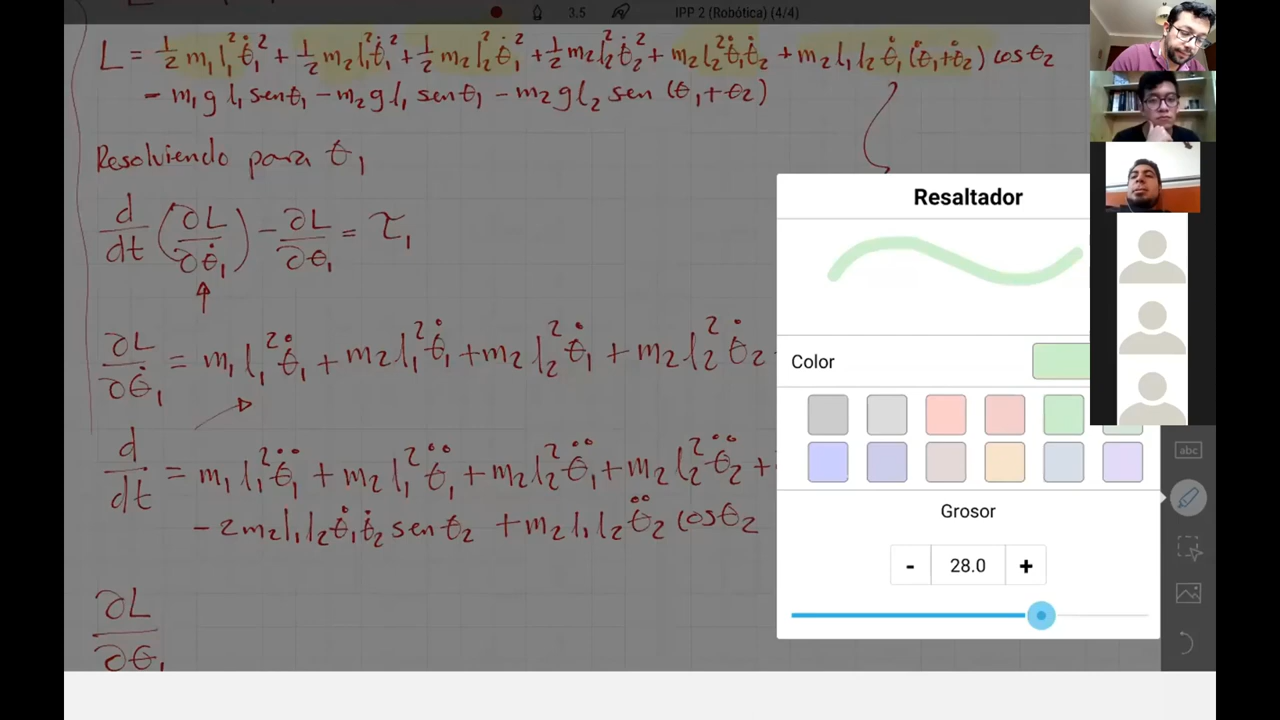 3.5 IPP 2 (Robótica) (4/4)
L = ½ m₁ l₁² θ̇₁² + ½ m₂ l₁² θ̇₁² + ½ m₂ l₂² θ̇₁² + ½ m₂ l₂² θ̇₂² + m₂ l₂² θ̇₁ θ̇₂ + m₂ l₁ l₂ θ̇₁ (θ̇₁ + θ̇₂) cos θ₂
- m₁ g l₁ sen θ₁ - m₂ g l₁ sen θ₁ - m₂ g l₂ sen (θ₁ + θ₂)
Resolviendo para θ₁
d/dt (∂L/∂θ̇₁) - ∂L/∂θ₁ = τ₁
∂L/∂θ̇₁ = m₁ l₁² θ̇₁ + m₂ l₁² θ̇₁ + m₂ l₂² θ̇₁ + m₂ l₂² θ̇₂
d/dt = m₁ l₁² θ̈₁ + m₂ l₁² θ̈₁ + m₂ l₂² θ̈₁ + m₂ l₂² θ̈₂ +
- 2 m₂ l₁ l₂ θ̇₁ θ̇₂ sen θ₂ + m₂ l₁ l₂ θ̈₂ cos θ₂
∂L/∂θ₁
Resaltador
Color
Grosor
- 28.0 +
abc